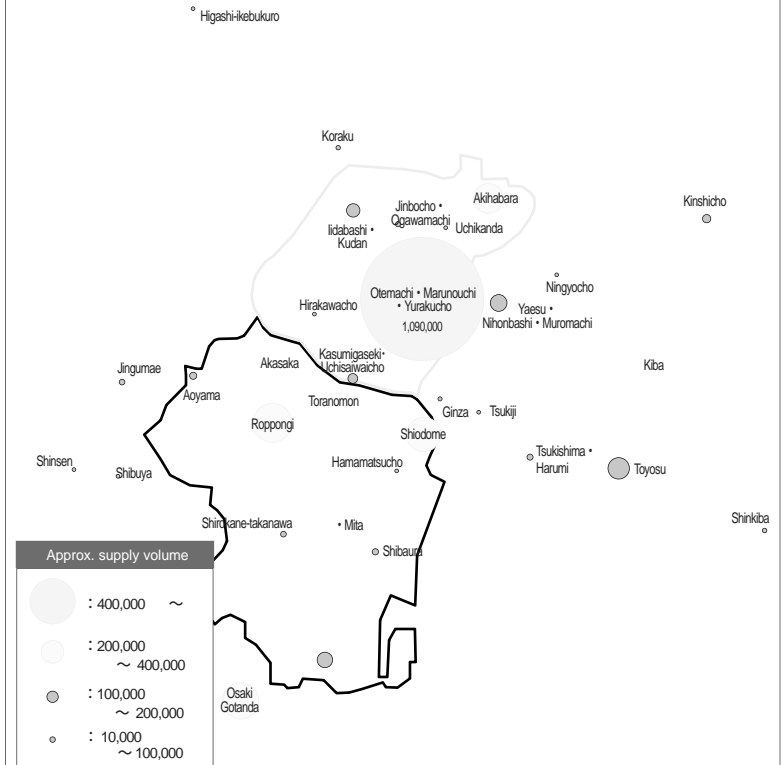 Higashi-ikebukuro
Koraku
Akihabara
Kinshicho
Jinbocho・
Ogawamachi
Iidabashi・
Kudan
Uchikanda
Ningyocho
Otemachi・Marunouchi
・Yurakucho
1,090,000
Hirakawacho
Yaesu・
Nihonbashi・Muromachi
Kasumigaseki・
Uchisaiwaicho
Akasaka
Kiba
Jingumae
Aoyama
Toranomon
Ginza
Tsukiji
Roppongi
Shiodome
Shinsen
Shibuya
Hamamatsucho
Tsukishima・
Harumi
Toyosu
Shinkiba
Shirokane-takanawa
・Mita
Shibaura
Approx. supply volume
：400,000 ～
：200,000
～ 400,000
：100,000
～ 200,000
：10,000
～100,000
Osaki
Gotanda